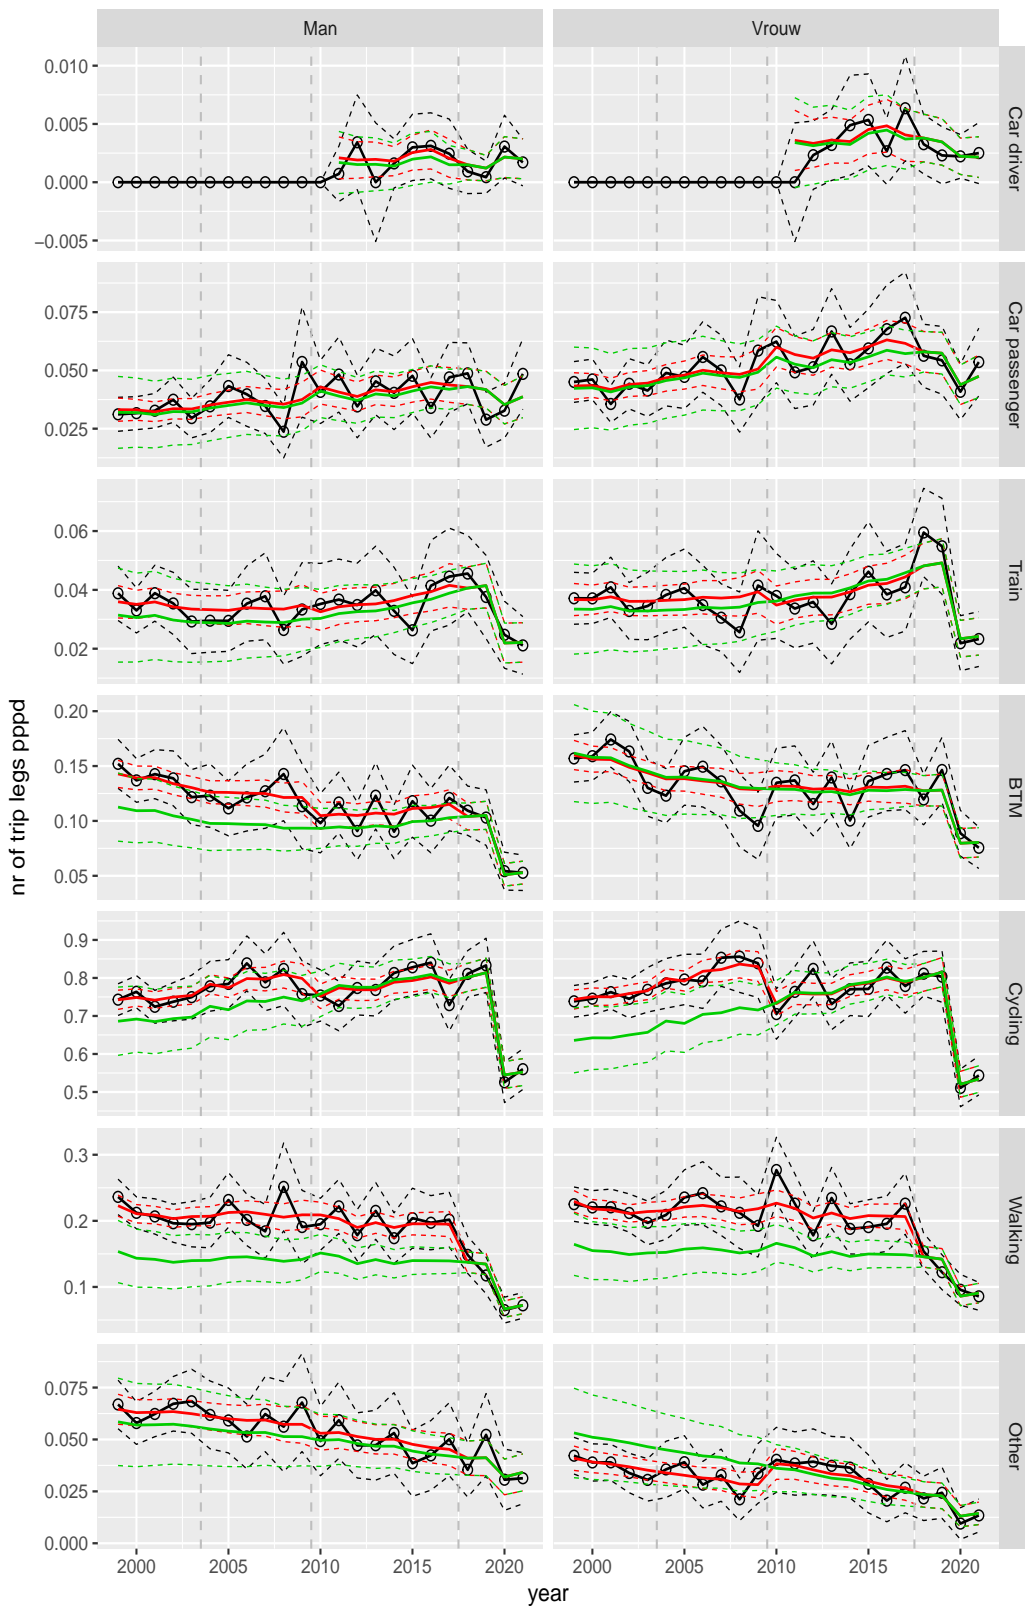 Man Vrouw
0.010
0.005
0.000
−0.005
Car driver
0.075
0.050
0.025
Car passenger
0.06
0.04
0.02
Train
0.20
0.15
0.10
0.05
BTM
0.9
0.8
0.7
0.6
0.5
Cycling
0.3
0.2
0.1
Walking
0.075
0.050
0.025
0.000
Other
nr of trip legs pppd
2000 2005 2010 2015 2020 2000 2005 2010 2015 2020
year